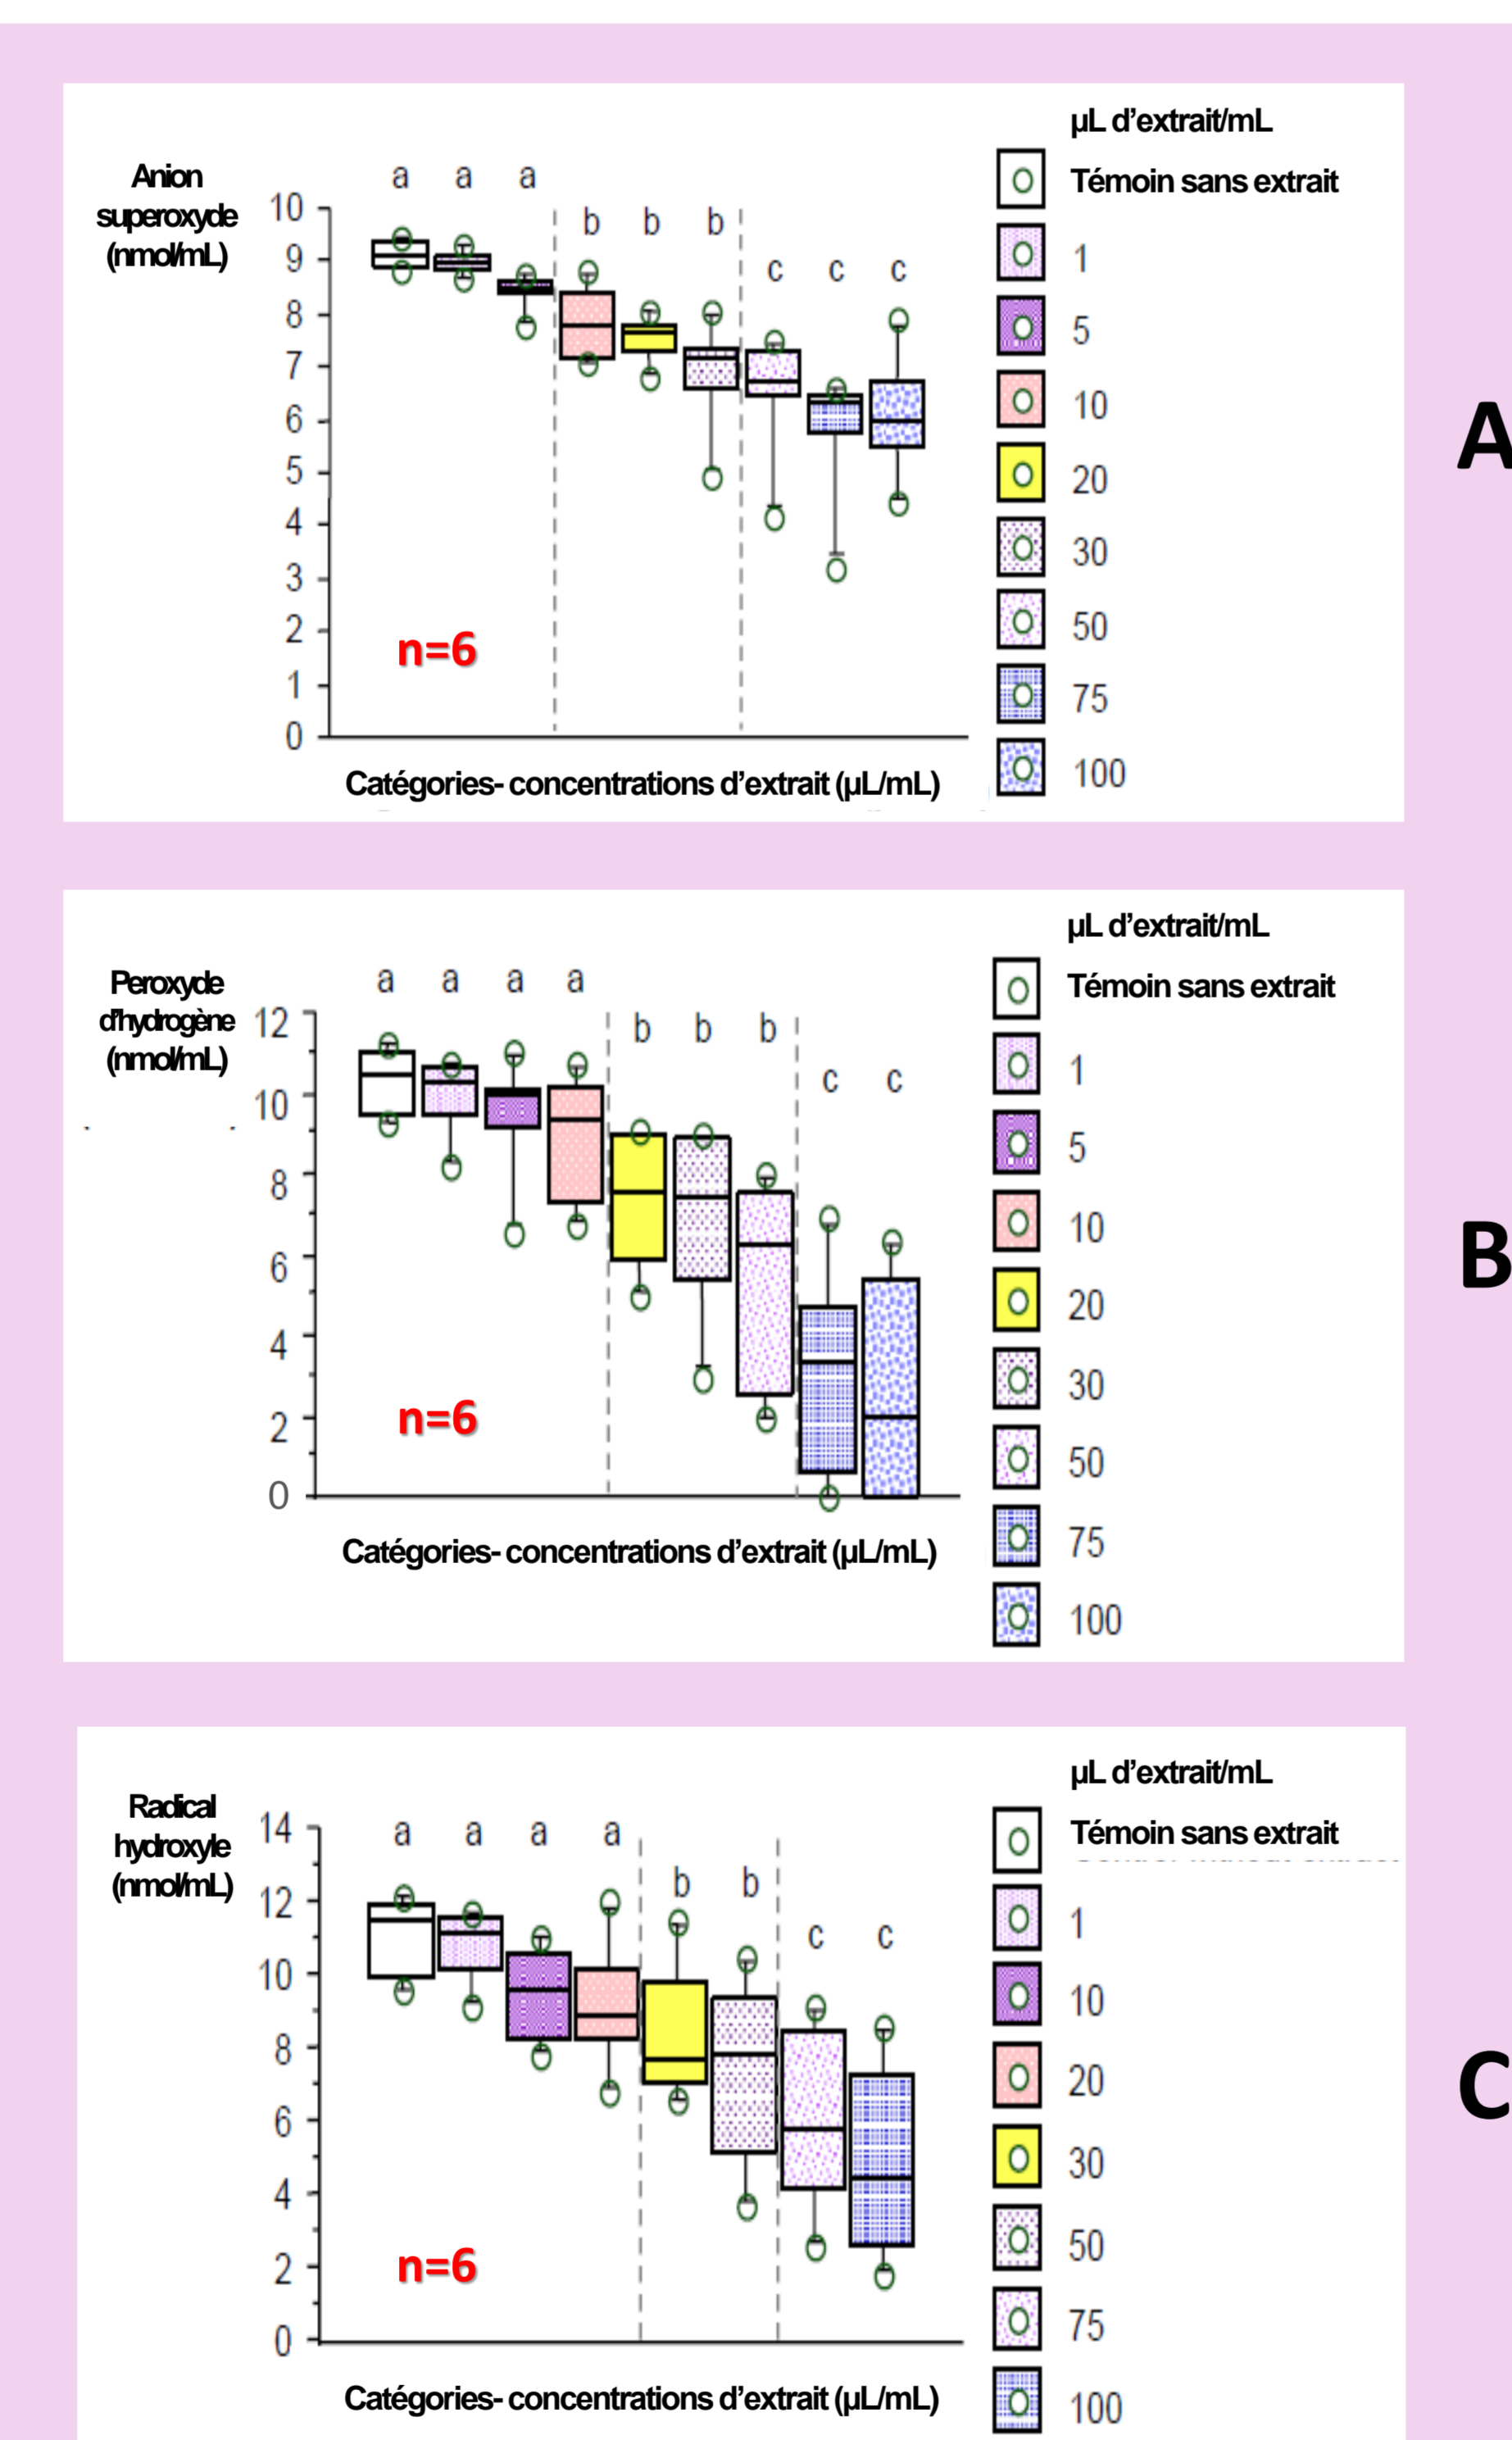 µL d’extrait/mL
Anion
superoxyde
(nmol/mL)
a a a
b b b
c c c
10
9
8
7
6
5
4
3
2
1
0
n=6
Catégories- concentrations d’extrait (µL/mL)
Témoin sans extrait
1
5
10
20
30
50
75
100
A
µL d’extrait/mL
Peroxyde
d’hydrogène
(nmol/mL)
a a a a
b b b
c c
12
10
8
6
4
2
0
n=6
Catégories- concentrations d’extrait (µL/mL)
Témoin sans extrait
1
5
10
20
30
50
75
100
B
µL d’extrait/mL
Radical
hydroxyle
(nmol/mL)
a a a a
b b
c c
14
12
10
8
6
4
2
0
n=6
Catégories- concentrations d’extrait (µL/mL)
Témoin sans extrait
1
10
20
30
50
75
100
C